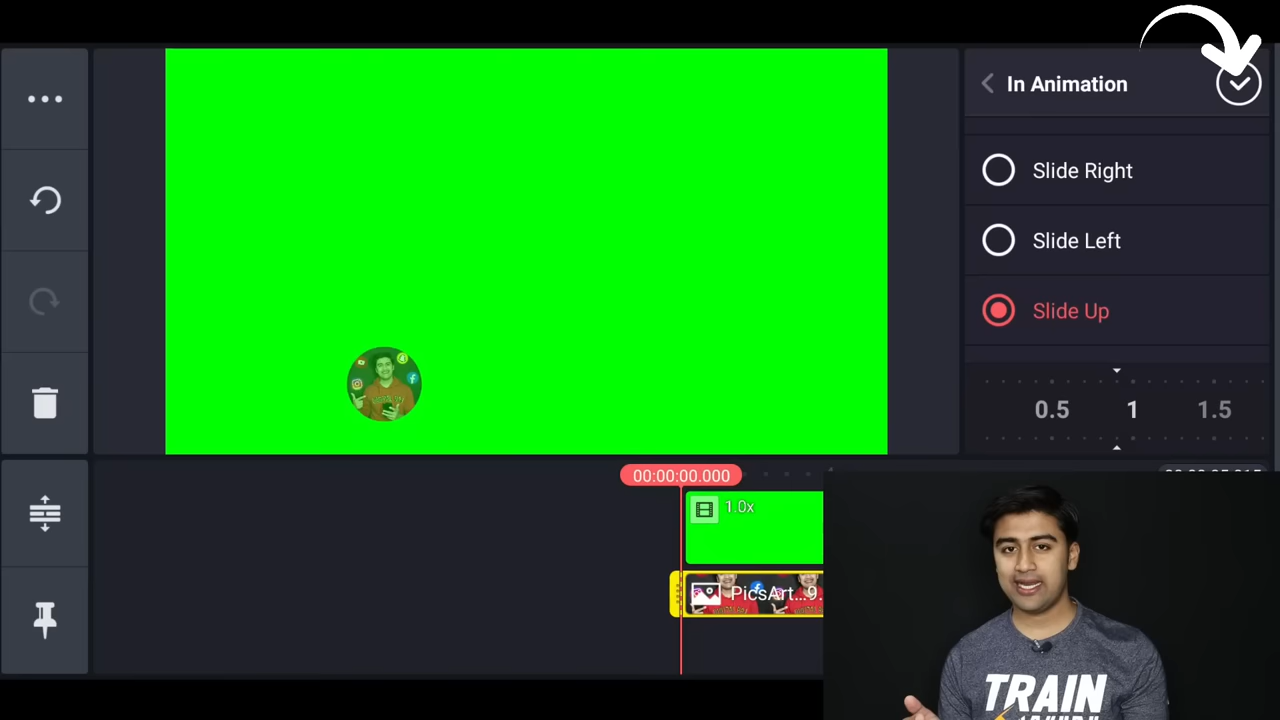 In Animation
Slide Right
Slide Left
Slide Up
0.5 1 1.5
00:00:00.000
1.0x
PicsArt...9.
TRAIN